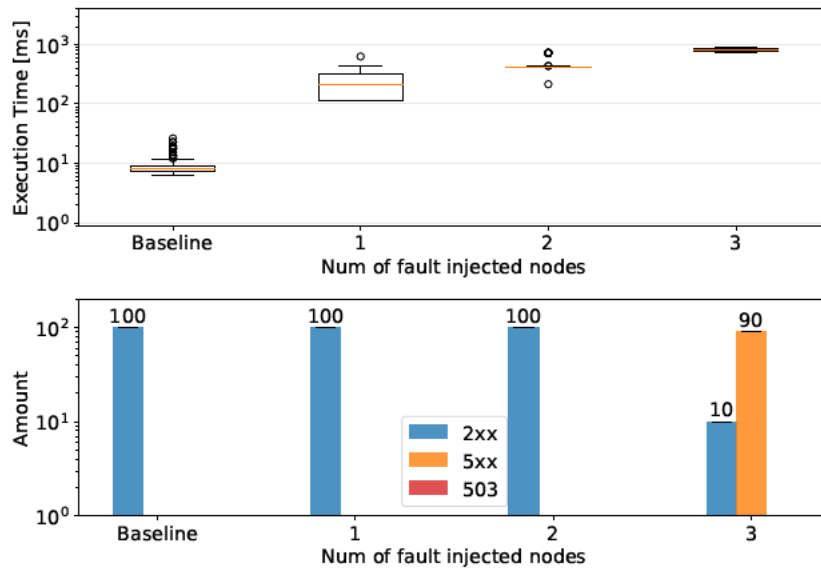 Execution Time [ms]
10³
10²
10¹
10⁰
Baseline 1 2 3
Num of fault injected nodes
Amount
10²
10¹
10⁰
100 100 100 10 90
2xx
5xx
503
Baseline 1 2 3
Num of fault injected nodes